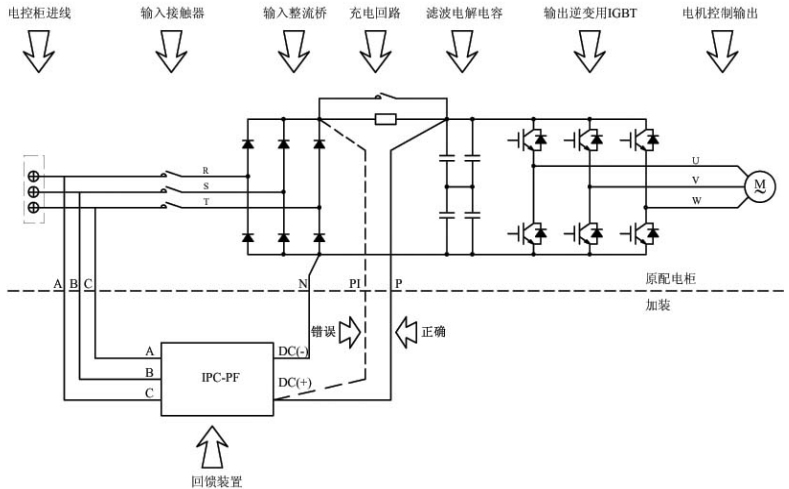 电控柜进线
输入接触器
输入整流桥
充电回路
滤波电解电容
输出逆变用IGBT
电机控制输出
R
S
T
U
V
W
M
~
A
B
C
N
PI
P
原配电柜
加装
错误
正确
A
B
C
IPC-PF
DC(-)
DC(+)
回馈装置